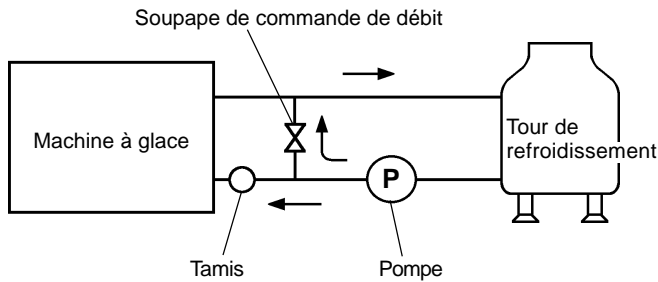 Soupape de commande de débit
Machine à glace
Tour de
refroidissement
P
Tamis
Pompe